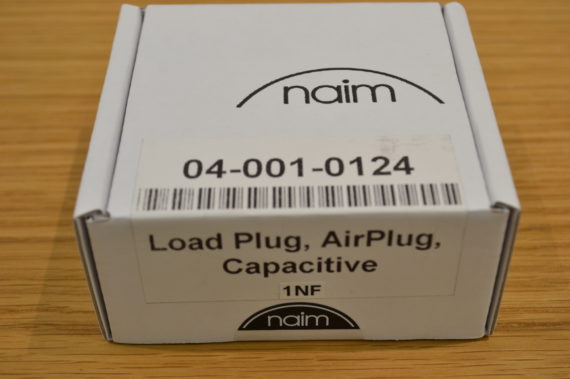 naim
04-001-0124
Load Plug, AirPlug,
Capacitive
1NF
naim